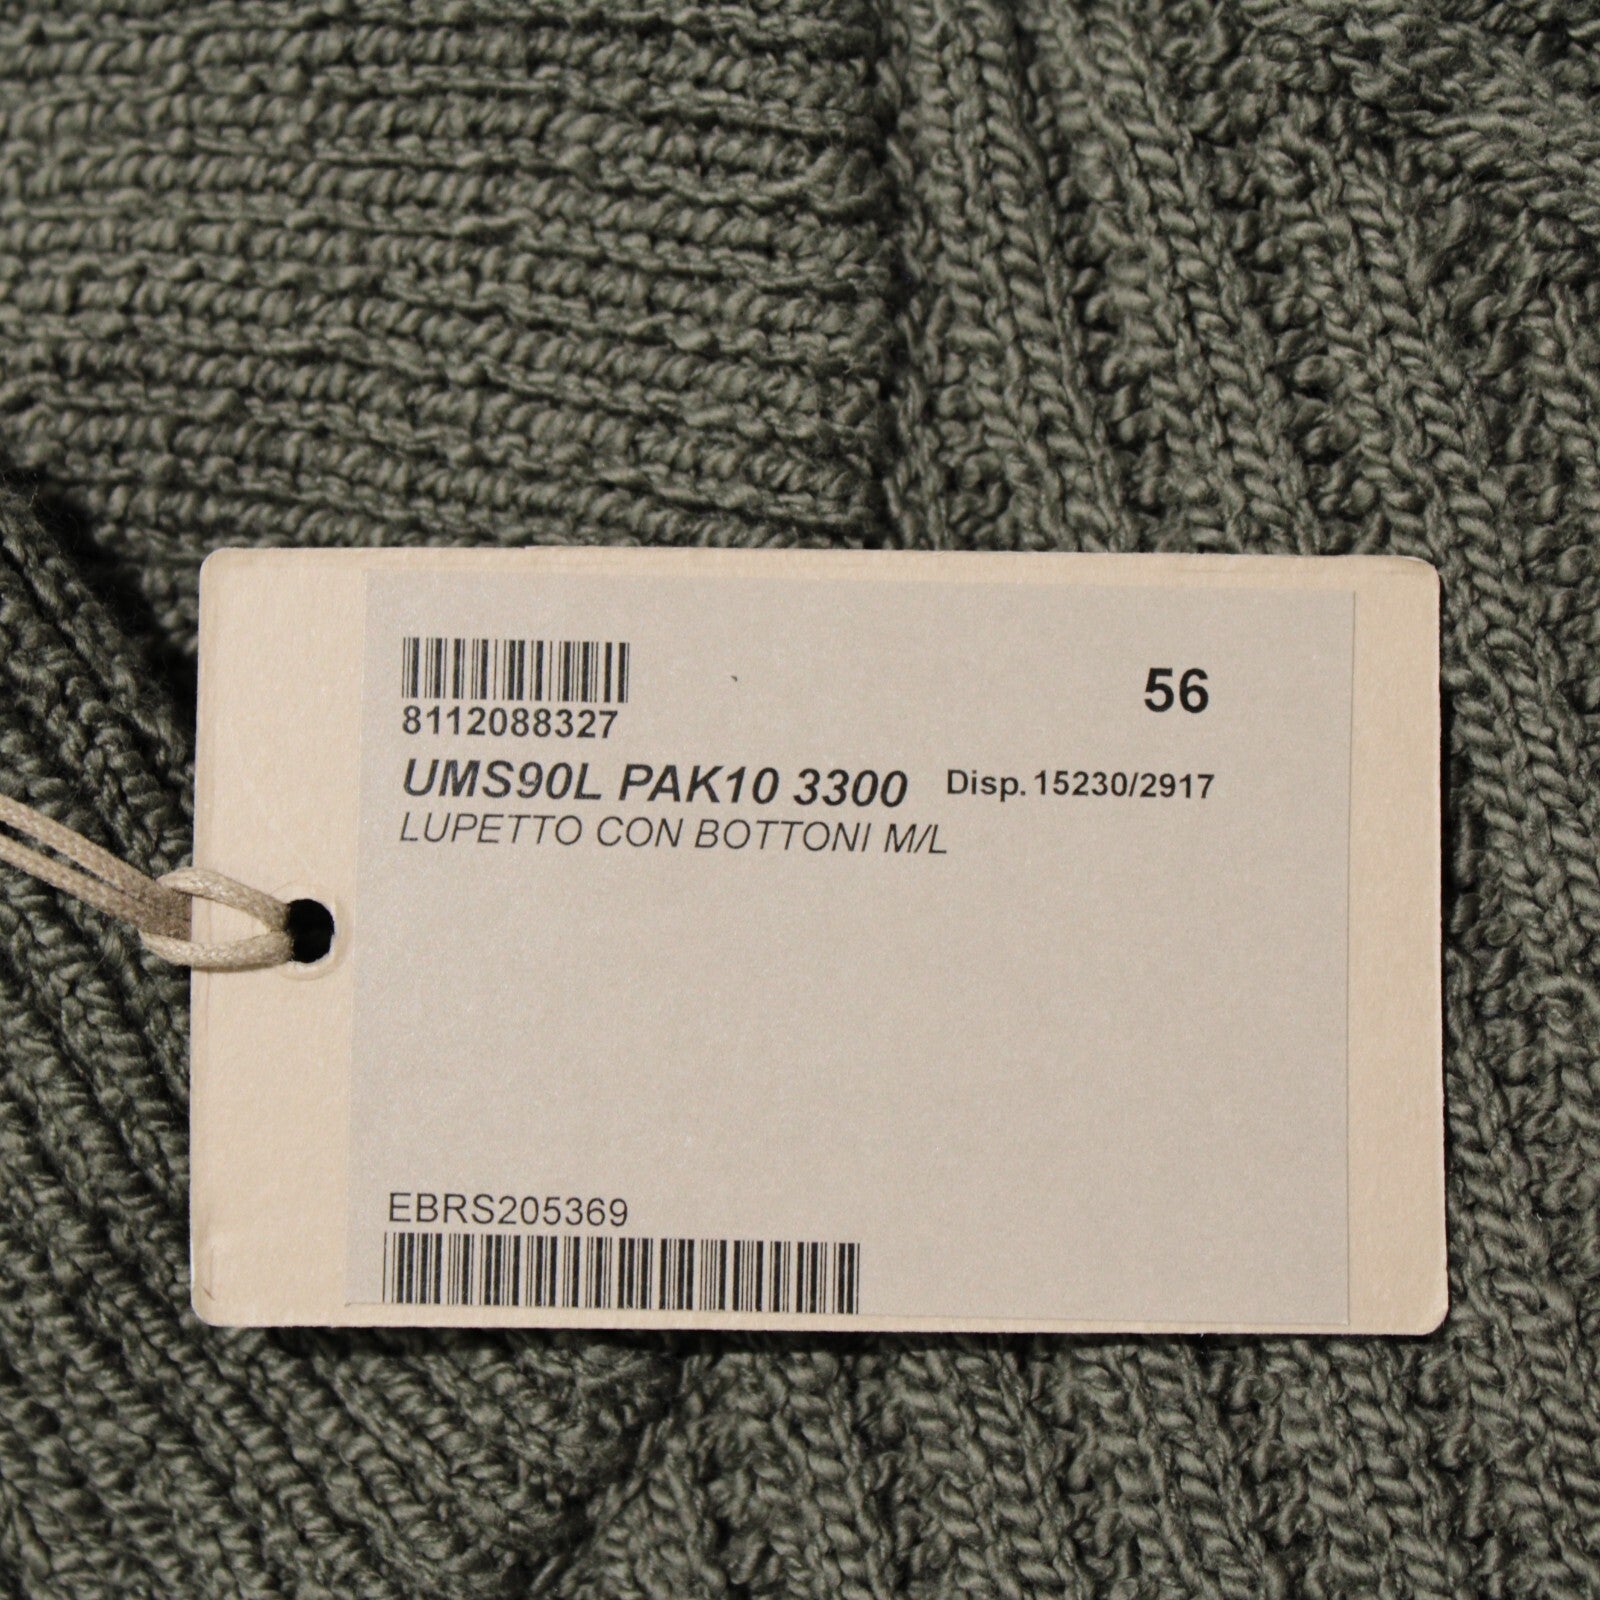 56
8112088327
UMS90L PAK10 3300 Disp. 15230/2917
LUPETTO CON BOTTONI M/L
EBRS205369